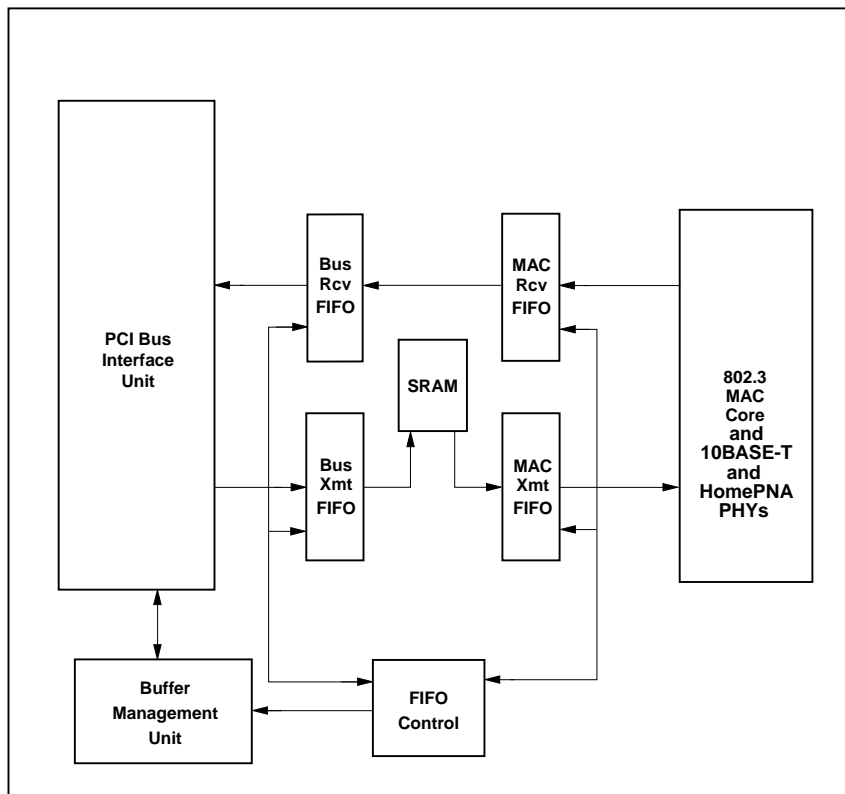 PCI Bus
Interface
Unit
Bus
Rcv
FIFO
MAC
Rcv
FIFO
SRAM
802.3
MAC
Core
and
10BASE-T
and
HomePNA
PHYs
Bus
Xmt
FIFO
MAC
Xmt
FIFO
Buffer
Management
Unit
FIFO
Control